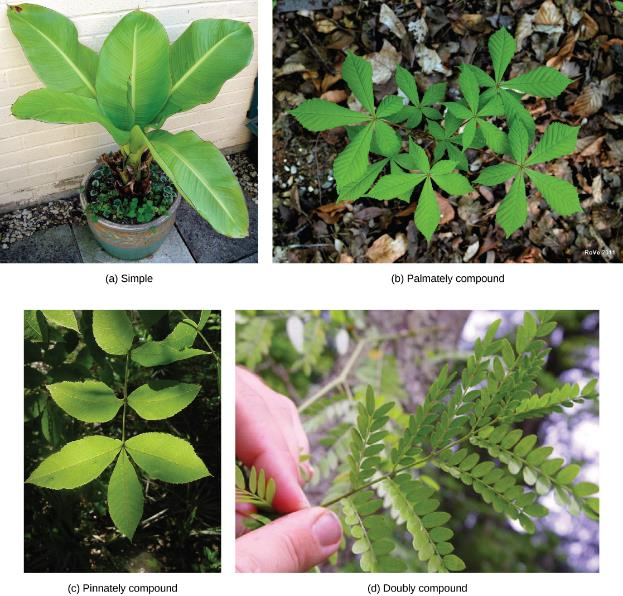 RoVe 2011
(a) Simple
(b) Palmately compound
(c) Pinnately compound
(d) Doubly compound